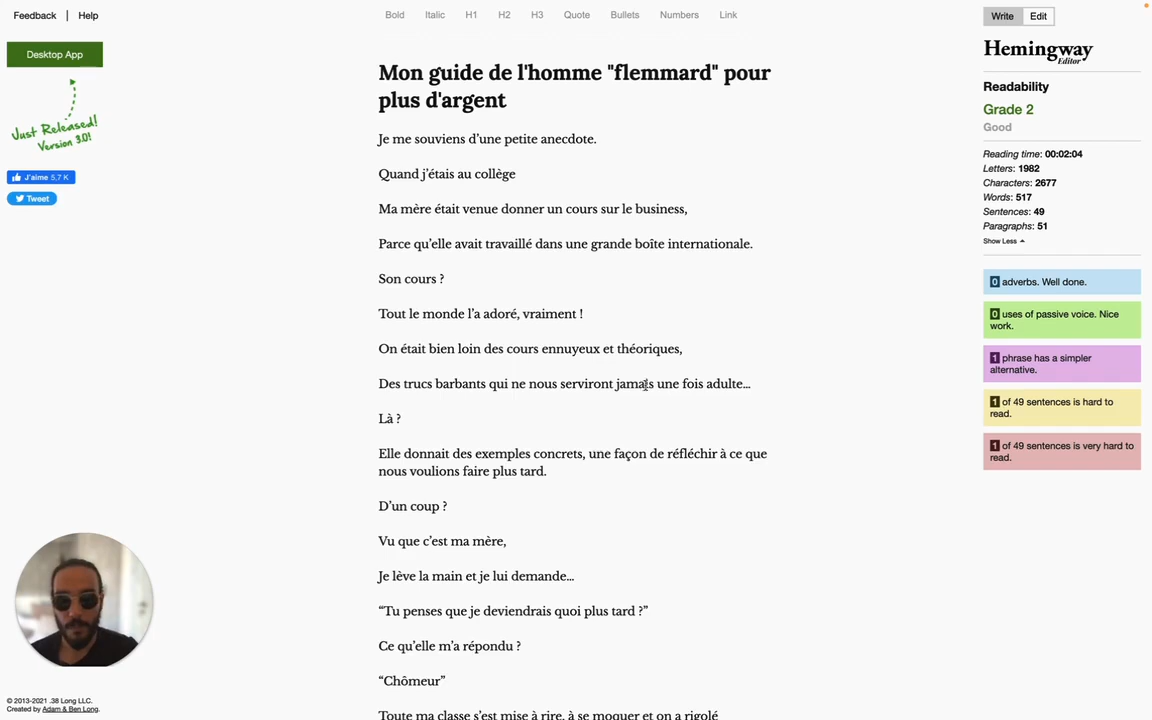 Feedback | Help
Bold Italic H1 H2 H3 Quote Bullets Numbers Link
Write Edit
Desktop App
Just Released!
Version 3.0!
J'aime 5,7 K
Tweet
Mon guide de l'homme "flemmard" pour
plus d'argent
Je me souviens d’une petite anecdote.
Quand j’étais au collège
Ma mère était venue donner un cours sur le business,
Parce qu’elle avait travaillé dans une grande boîte internationale.
Son cours ?
Tout le monde l’a adoré, vraiment !
On était bien loin des cours ennuyeux et théoriques,
Des trucs barbants qui ne nous serviront jamais une fois adulte…
Là ?
Elle donnait des exemples concrets, une façon de réfléchir à ce que
nous voulions faire plus tard.
D’un coup ?
Vu que c’est ma mère,
Je lève la main et je lui demande…
“Tu penses que je deviendrais quoi plus tard ?”
Ce qu’elle m’a répondu ?
“Chômeur”
Toute ma classe s’est mise à rire, à se moquer et on a rigolé
Hemingway
Editor
Readability
Grade 2
Good
Reading time: 00:02:04
Letters: 1982
Characters: 2677
Words: 517
Sentences: 49
Paragraphs: 51
Show Less
0 adverbs. Well done.
0 uses of passive voice. Nice
work.
1 phrase has a simpler
alternative.
1 of 49 sentences is hard to
read.
1 of 49 sentences is very hard to
read.
© 2013-2021 .38 Long LLC.
Created by Adam & Ben Long.